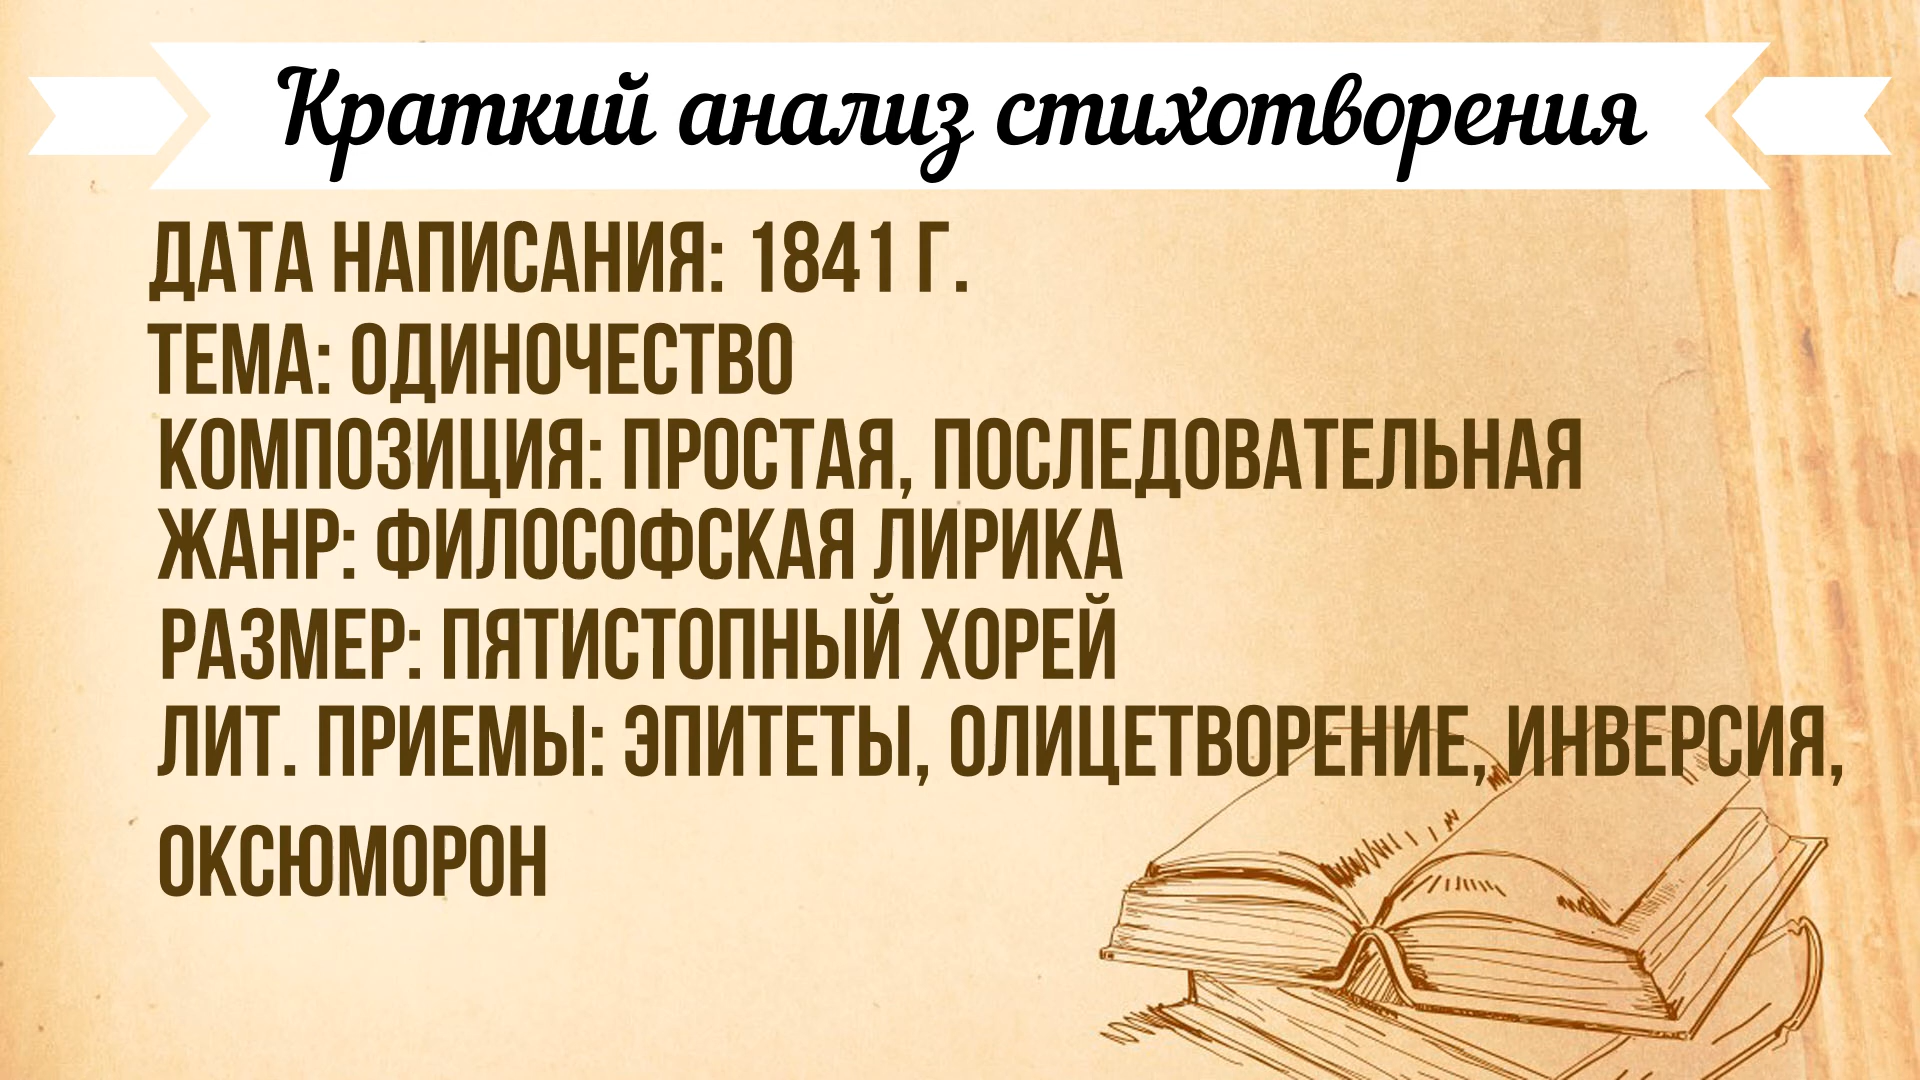 Краткий анализ стихотворения
ДАТА НАПИСАНИЯ: 1841 Г.
ТЕМА: ОДИНОЧЕСТВО
КОМПОЗИЦИЯ: ПРОСТАЯ, ПОСЛЕДОВАТЕЛЬНАЯ
ЖАНР: ФИЛОСОФСКАЯ ЛИРИКА
РАЗМЕР: ПЯТИСТОПНЫЙ ХОРЕЙ
ЛИТ. ПРИЕМЫ: ЭПИТЕТЫ, ОЛИЦЕТВОРЕНИЕ, ИНВЕРСИЯ,
ОКСЮМОРОН